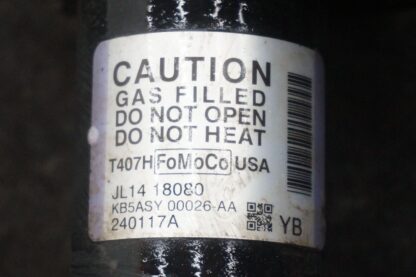 CAUTION
GAS FILLED
DO NOT OPEN
DO NOT HEAT
T407H FoMoCo USA
JL14 18080
KB5ASY 00026-AA
240117A YB